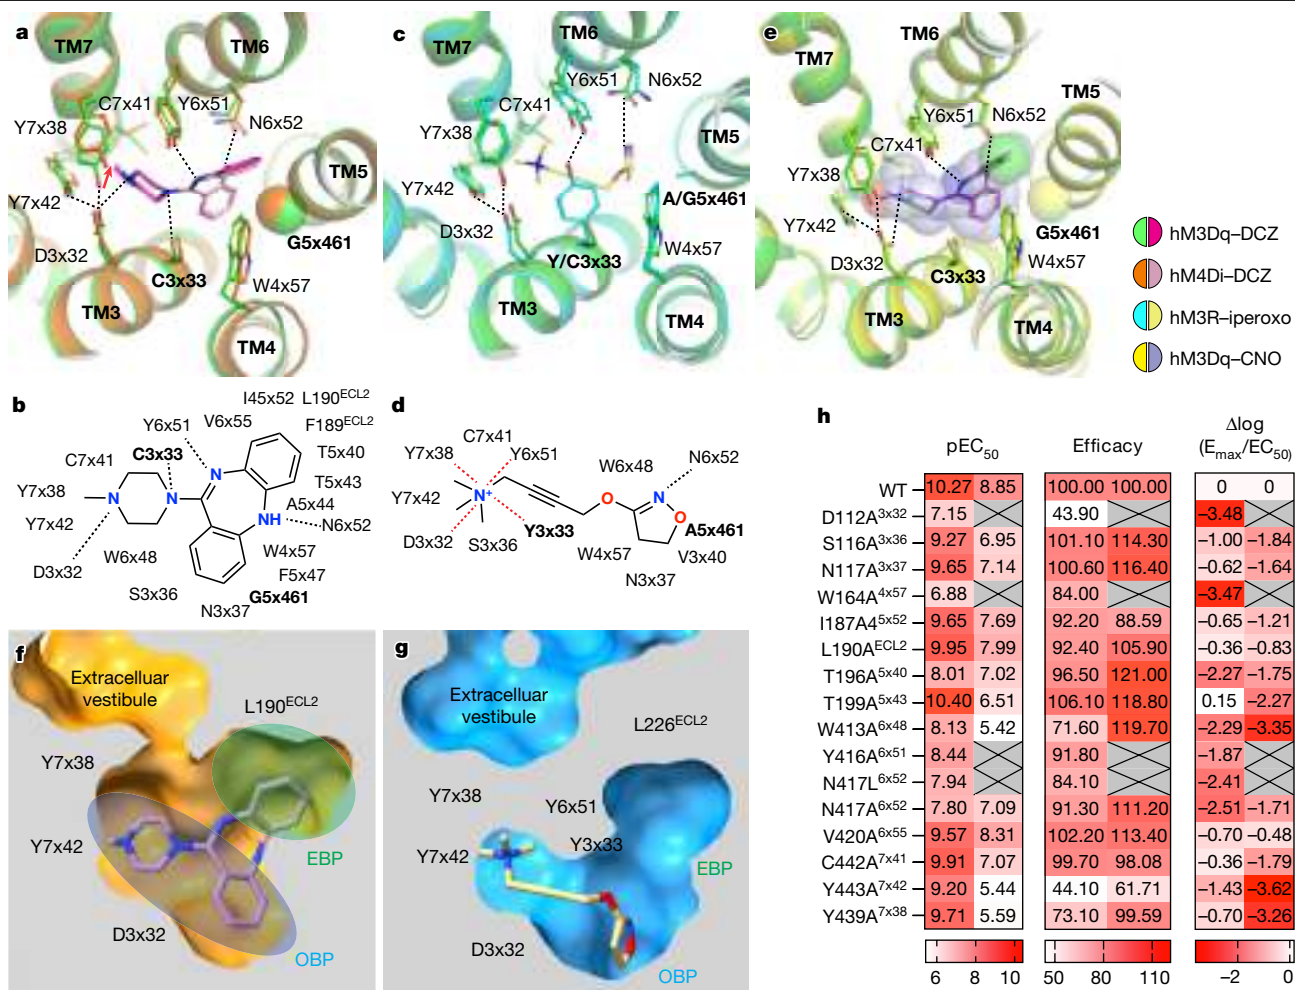 a
TM7
TM6
C7x41
Y6x51
Y7x38
N6x52
TM5
Y7x42
G5x461
D3x32
C3x33
W4x57
TM3
TM4
c
TM7
TM6
Y6x51
N6x52
C7x41
Y7x38
TM5
Y7x42
A/G5x461
D3x32
W4x57
Y/C3x33
TM3
TM4
e
TM7
TM6
TM5
Y6x51
N6x52
C7x41
Y7x38
Y7x42
G5x461
D3x32
C3x33
W4x57
TM3
TM4
hM3Dq–DCZ
hM4Di–DCZ
hM3R–iperoxo
hM3Dq–CNO
b
I45x52
L190ECL2
Y6x51
V6x55
F189ECL2
C7x41
C3x33
T5x40
N
Y7x38
N
N
T5x43
A5x44
Y7x42
NH
N6x52
W6x48
W4x57
D3x32
F5x47
S3x36
G5x461
N3x37
d
C7x41
Y7x38
Y6x51
W6x48
N6x52
Y7x42
N+
O
N
O
A5x461
D3x32
S3x36
Y3x33
W4x57
V3x40
N3x37
f
Extracelluar
vestibule
L190ECL2
Y7x38
Y7x42
EBP
D3x32
OBP
g
Extracelluar
vestibule
L226ECL2
Y7x38
Y6x51
Y3x33
Y7x42
EBP
D3x32
OBP
h
pEC50 Efficacy Δlog
(Emax/EC50)
WT 10.27 8.85 100.00 100.00 0 0
D112A3x32 7.15 43.90 −3.48
S116A3x36 9.27 6.95 101.10 114.30 −1.00 −1.84
N117A3x37 9.65 7.14 100.60 116.40 −0.62 −1.64
W164A4x57 6.88 84.00 −3.47
I187A45x52 9.65 7.69 92.20 88.59 −0.65 −1.21
L190AECL2 9.95 7.99 92.40 105.90 −0.36 −0.83
T196A5x40 8.01 7.02 96.50 121.00 −2.27 −1.75
T199A5x43 10.40 6.51 106.10 118.80 0.15 −2.27
W413A6x48 8.13 5.42 71.60 119.70 −2.29 −3.35
Y416A6x51 8.44 91.80 −1.87
N417L6x52 7.94 84.10 −2.41
N417A6x52 7.80 7.09 91.30 111.20 −2.51 −1.71
V420A6x55 9.57 8.31 102.20 113.40 −0.70 −0.48
C442A7x41 9.91 7.07 99.70 98.08 −0.36 −1.79
Y443A7x42 9.20 5.44 44.10 61.71 −1.43 −3.62
Y439A7x38 9.71 5.59 73.10 99.59 −0.70 −3.26
6 8 10 50 80 110 −2 0